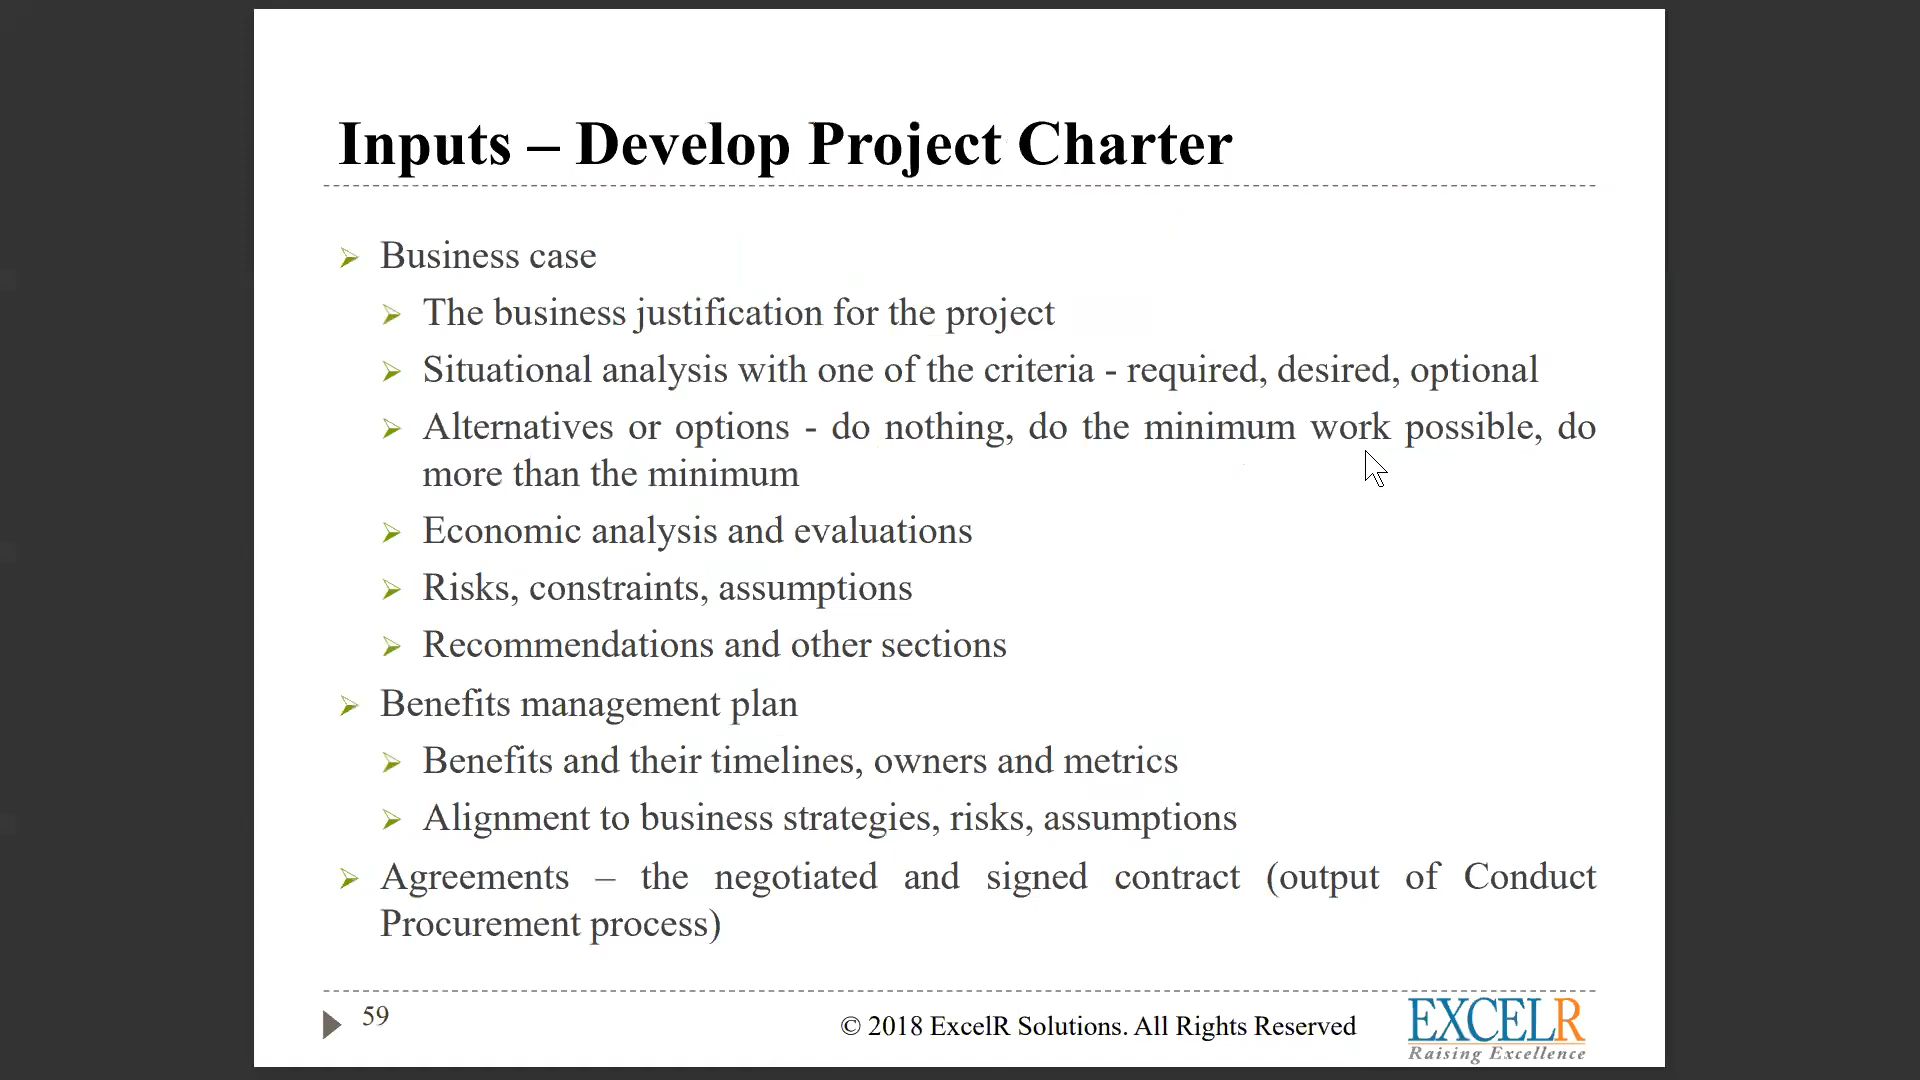 Inputs – Develop Project Charter
Business case
The business justification for the project
Situational analysis with one of the criteria - required, desired, optional
Alternatives or options - do nothing, do the minimum work possible, do
more than the minimum
Economic analysis and evaluations
Risks, constraints, assumptions
Recommendations and other sections
Benefits management plan
Benefits and their timelines, owners and metrics
Alignment to business strategies, risks, assumptions
Agreements – the negotiated and signed contract (output of Conduct
Procurement process)
59
© 2018 ExcelR Solutions. All Rights Reserved
EXCELR
Raising Excellence